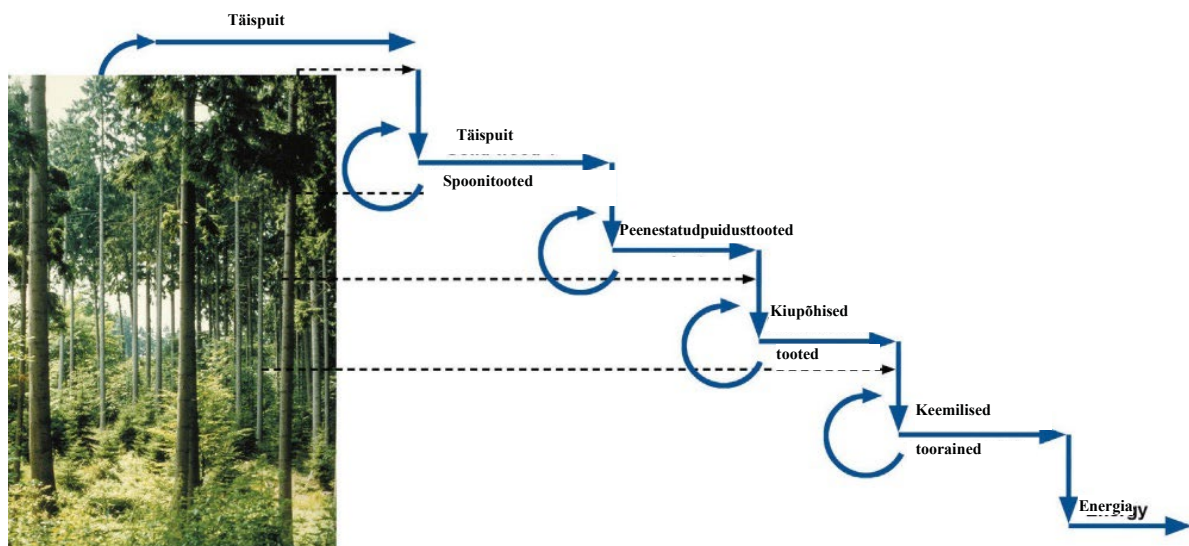 Täispuit
Täispuit
Spoonitooted
Peenestatudpuidusttooted
Kiupõhised
tooted
Keemilised
toorained
Energia